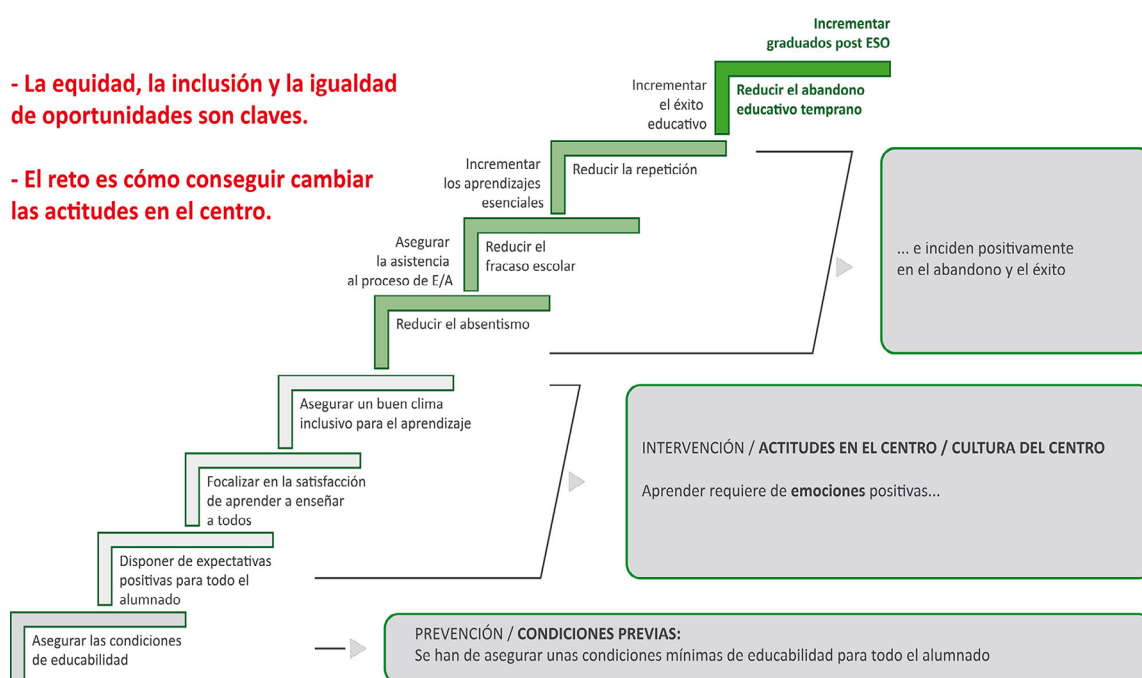 - La equidad, la inclusión y la igualdad
de oportunidades son claves.
- El reto es cómo conseguir cambiar
las actitudes en el centro.
Incrementar
graduados post ESO
Reducir el abandono
educativo temprano
Incrementar
el éxito
educativo
Reducir la repetición
Incrementar
los aprendizajes
esenciales
Reducir el
fracaso escolar
Asegurar
la asistencia
al proceso de E/A
Reducir el absentismo
... e inciden positivamente
en el abandono y el éxito
Asegurar un buen clima
inclusivo para el aprendizaje
Focalizar en la satisfacción
de aprender a enseñar
a todos
Disponer de expectativas
positivas para todo el
alumnado
INTERVENCIÓN / ACTITUDES EN EL CENTRO / CULTURA DEL CENTRO
Aprender requiere de emociones positivas...
Asegurar las condiciones
de educabilidad
PREVENCIÓN / CONDICIONES PREVIAS:
Se han de asegurar unas condiciones mínimas de educabilidad para todo el alumnado